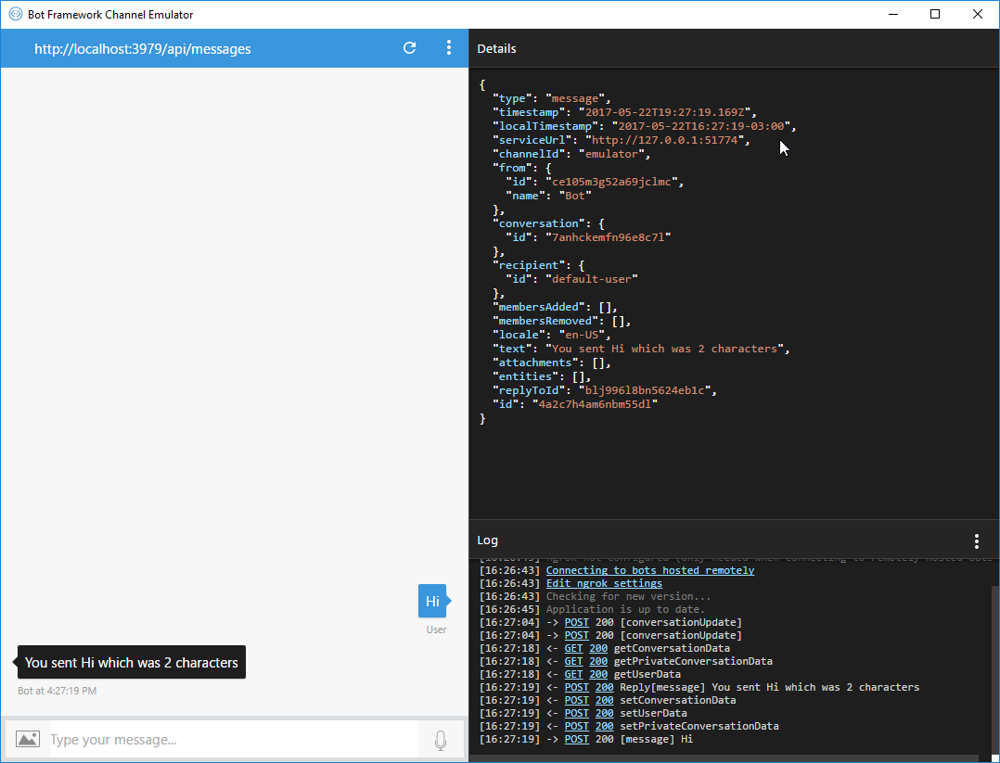 Bot Framework Channel Emulator
http://localhost:3979/api/messages
Hi
User
You sent Hi which was 2 characters
Bot at 4:27:19 PM
Type your message...
Details
{
"type": "message",
"timestamp": "2017-05-22T19:27:19.169Z",
"localTimestamp": "2017-05-22T16:27:19-03:00",
"serviceUrl": "http://127.0.0.1:51774",
"channelId": "emulator",
"from": {
"id": "ce105m3g52a69jclmc",
"name": "Bot"
},
"conversation": {
"id": "7anhckemfn96e8c7l"
},
"recipient": {
"id": "default-user"
},
"membersAdded": [],
"membersRemoved": [],
"locale": "en-US",
"text": "You sent Hi which was 2 characters",
"attachments": [],
"entities": [],
"replyToId": "blj996l8bn5624eb1c",
"id": "4a2c7h4am6nbm55dl"
}
Log
[16:26:43] Connecting to bots hosted remotely
[16:26:43] Edit ngrok settings
[16:26:43] Checking for new version...
[16:26:45] Application is up to date.
[16:27:04] -> POST 200 [conversationUpdate]
[16:27:04] -> POST 200 [conversationUpdate]
[16:27:18] <- GET 200 getConversationData
[16:27:18] <- GET 200 getPrivateConversationData
[16:27:18] <- GET 200 getUserData
[16:27:19] <- POST 200 Reply[message] You sent Hi which was 2 characters
[16:27:19] <- POST 200 setConversationData
[16:27:19] <- POST 200 setUserData
[16:27:19] <- POST 200 setPrivateConversationData
[16:27:19] -> POST 200 [message] Hi